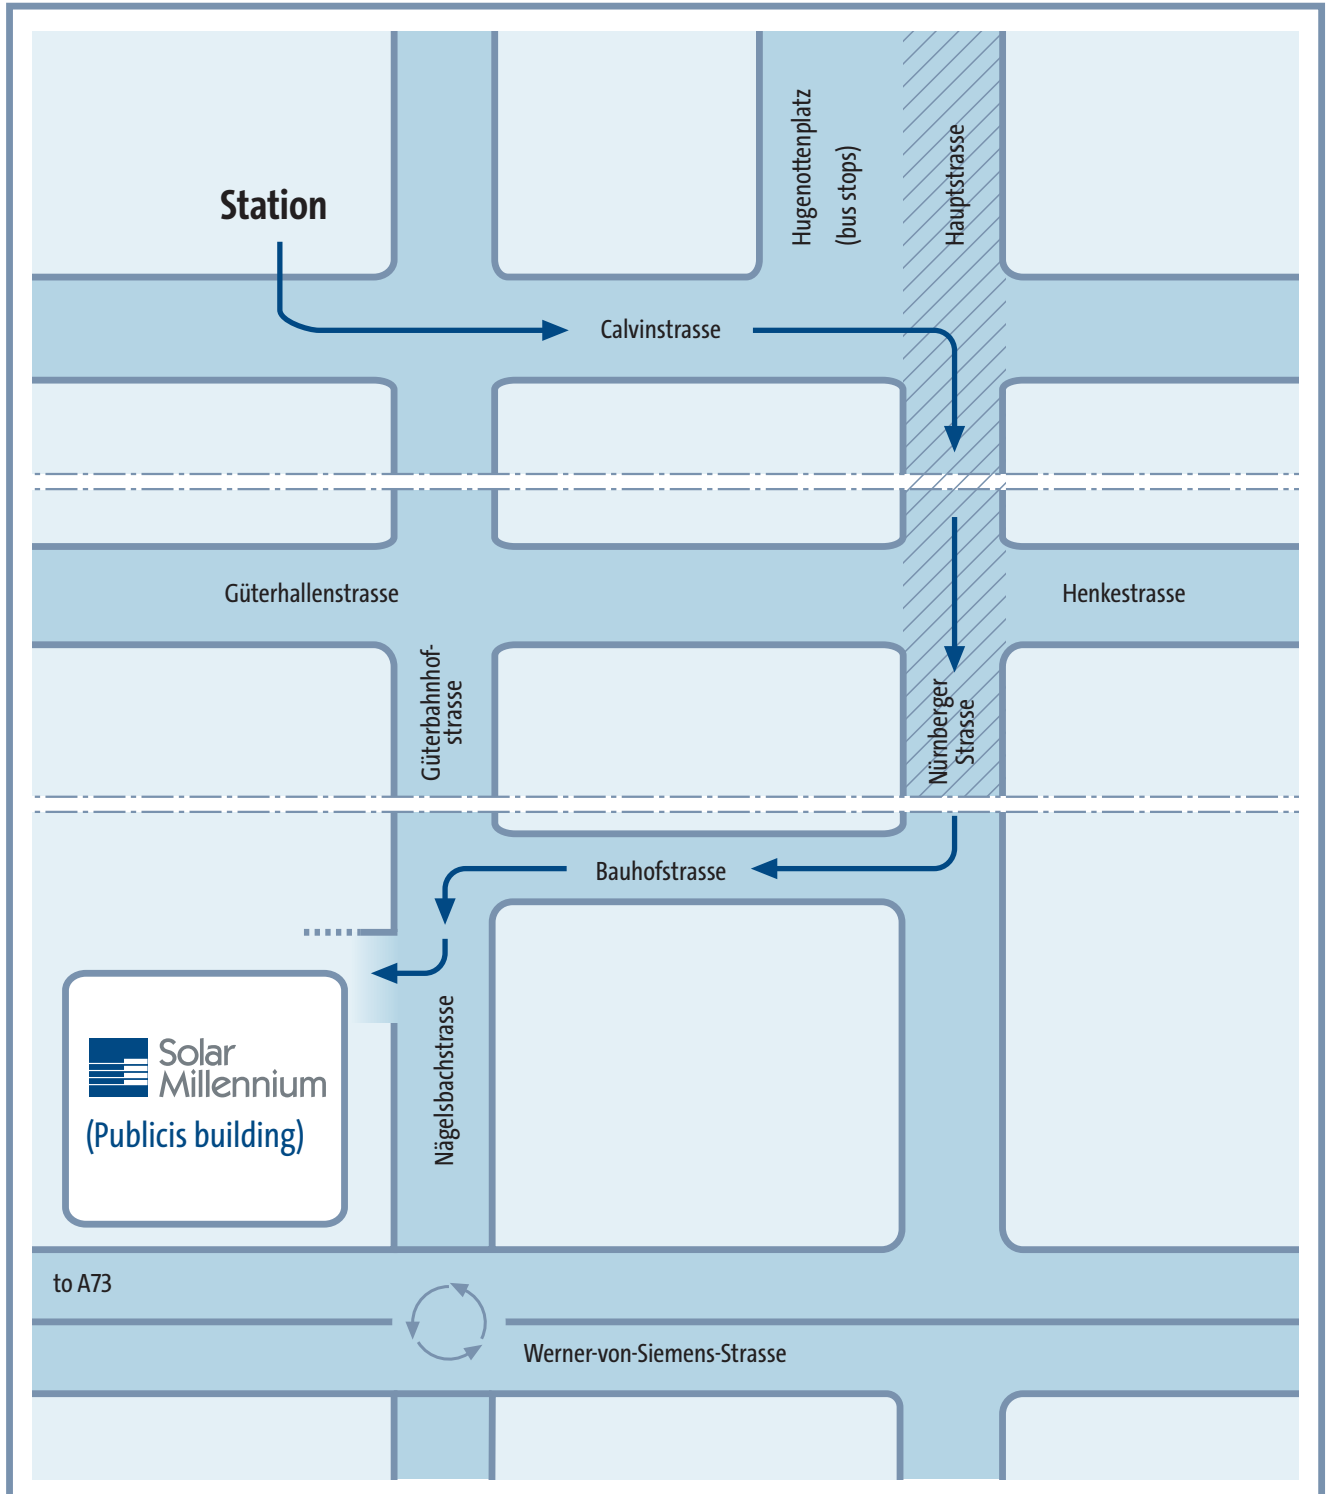 Hugenottenplatz
(bus stops)
Hauptstrasse
Station
Calvinstrasse
Güterhallenstrasse
Henkestrasse
Güterbahnhof-
strasse
Nürnberger
Strasse
Bauhofstrasse
Nägelsbachstrasse
Solar
Millennium
(Publicis building)
to A73
Werner-von-Siemens-Strasse